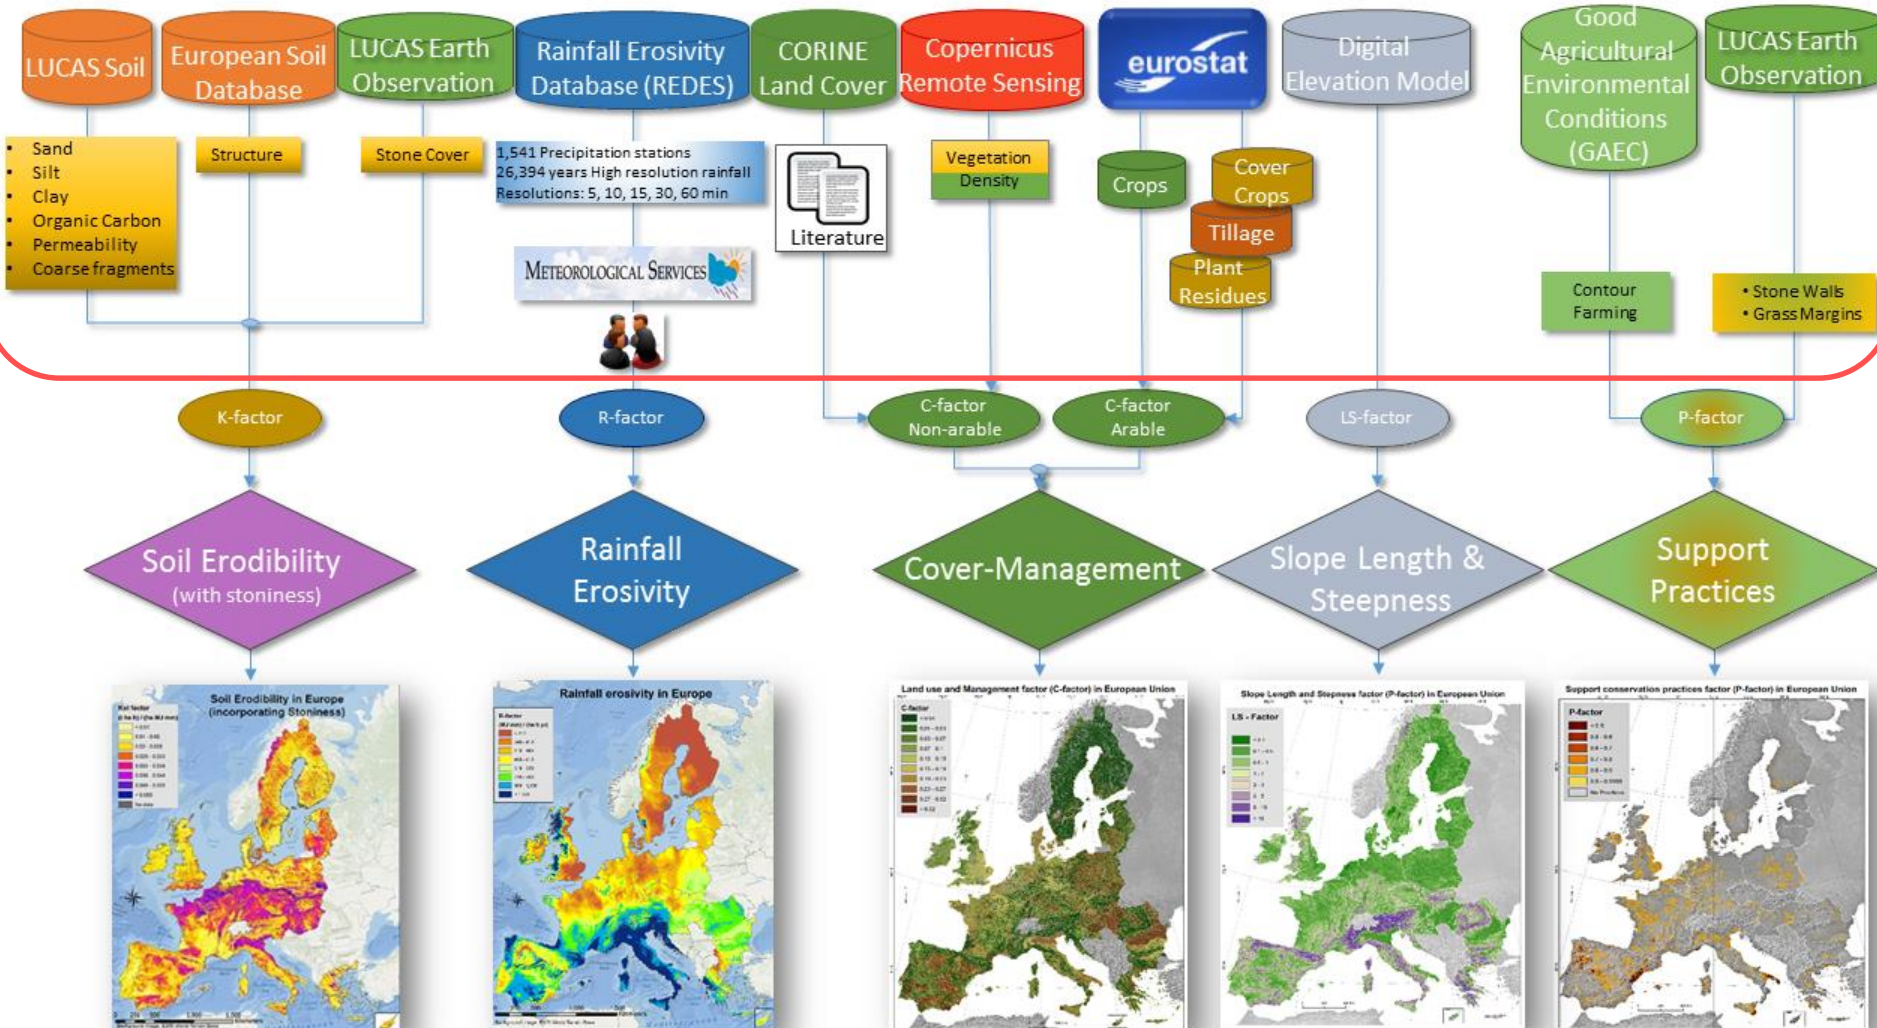 LUCAS Soil
European Soil
Database
LUCAS Earth
Observation
Rainfall Erosivity
Database (REDES)
CORINE
Land Cover
Copernicus
Remote Sensing
eurostat
Digital
Elevation Model
Good
Agricultural
Environmental
Conditions
(GAEC)
LUCAS Earth
Observation
• Sand
• Silt
• Clay
• Organic Carbon
• Permeability
• Coarse fragments
Structure
Stone Cover
1,541 Precipitation stations
26,394 years High resolution rainfall
Resolutions: 5, 10, 15, 30, 60 min
METEOROLOGICAL SERVICES
Literature
Vegetation
Density
Crops
Cover
Crops
Tillage
Plant
Residues
Contour
Farming
• Stone Walls
• Grass Margins
K-factor
R-factor
C-factor
Non-arable
C-factor
Arable
LS-factor
P-factor
Soil Erodibility
(with stoniness)
Rainfall
Erosivity
Cover-Management
Slope Length &
Steepness
Support
Practices
Soil Erodibility in Europe
(incorporating Stoniness)
Rainfall erosivity in Europe
R-factor
Land use and Management factor (C-factor) in European Union
C-factor
Slope Length and Stepness factor (P-factor) in European Union
LS - Factor
Support conservation practices factor (P-factor) in European Union
P-factor
No Practices